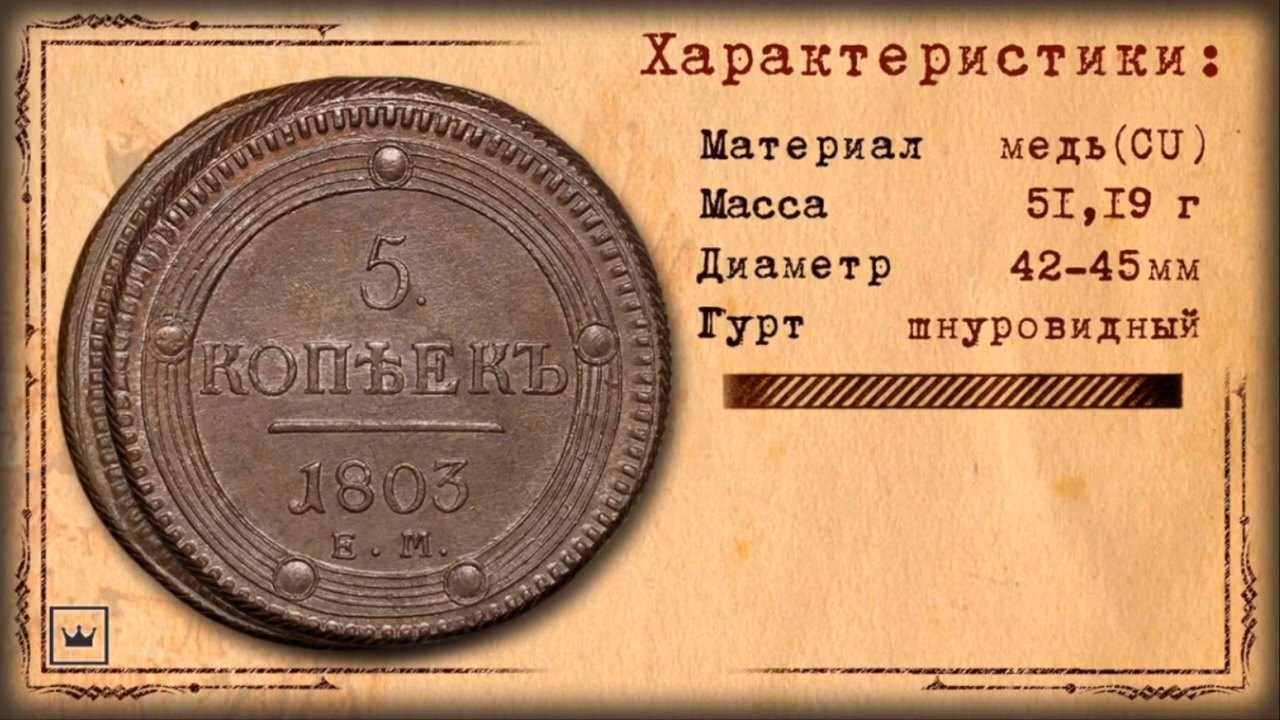 Характеристики:
Материал медь(CU)
Масса 51,19 г
Диаметр 42-45мм
Гурт шнуровидный
5.
КОПѢЕКЪ
1803
Е.М.